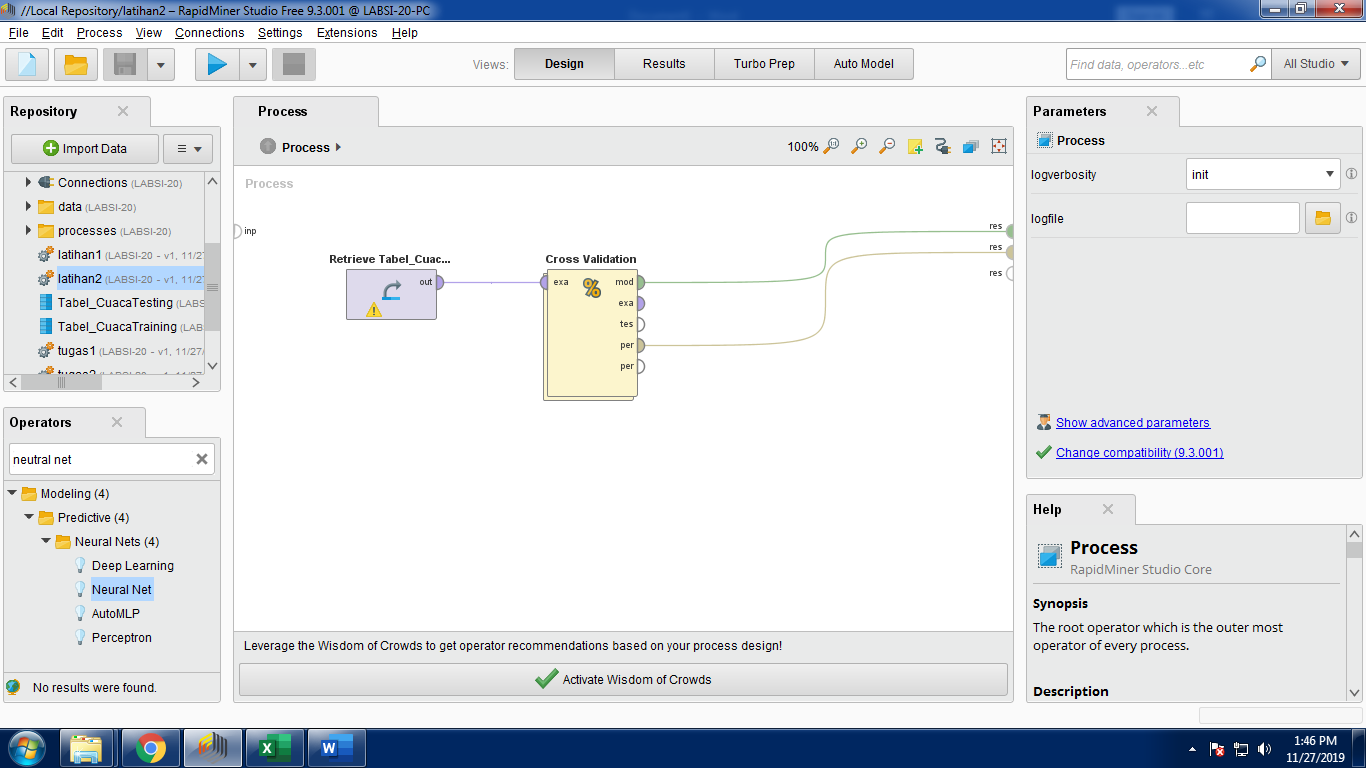 //Local Repository/latihan2 – RapidMiner Studio Free 9.3.001 @ LABSI-20-PC
File Edit Process View Connections Settings Extensions Help
Views: Design Results Turbo Prep Auto Model
Find data, operators...etc
All Studio
Repository
Import Data
Connections (LABSI-20)
data (LABSI-20)
processes (LABSI-20)
latihan1 (LABSI-20 – v1, 11/27
latihan2 (LABSI-20 – v1, 11/27
Tabel_CuacaTesting (LABS
Tabel_CuacaTraining (LAB
tugas1 (LABSI-20 – v1, 11/27/
Operators
neutral net
Modeling (4)
Predictive (4)
Neural Nets (4)
Deep Learning
Neural Net
AutoMLP
Perceptron
No results were found.
Process
Process
100%
Process
inp
Retrieve Tabel_Cuac...
out
Cross Validation
exa
mod
exa
tes
per
per
res
res
res
Leverage the Wisdom of Crowds to get operator recommendations based on your process design!
Activate Wisdom of Crowds
Parameters
Process
logverbosity
init
logfile
Show advanced parameters
Change compatibility (9.3.001)
Help
Process
RapidMiner Studio Core
Synopsis
The root operator which is the outer most
operator of every process.
Description
1:46 PM
11/27/2019